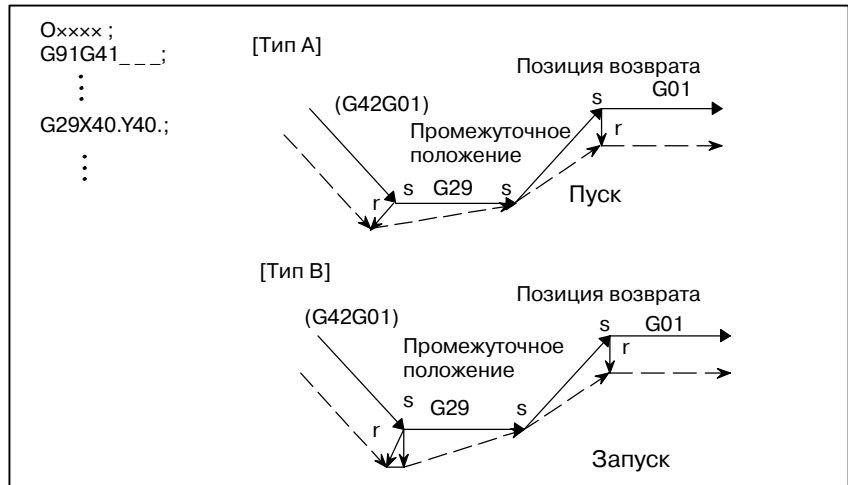 O×××× ;
G91G41_ _ _;
G29X40.Y40.;
[Тип A]
Позиция возврата
(G42G01)
s
G01
Промежуточное
положение
r
s
G29
s
r
Пуск
[Тип B]
Позиция возврата
(G42G01)
s
G01
Промежуточное
положение
r
s
G29
s
r
Запуск